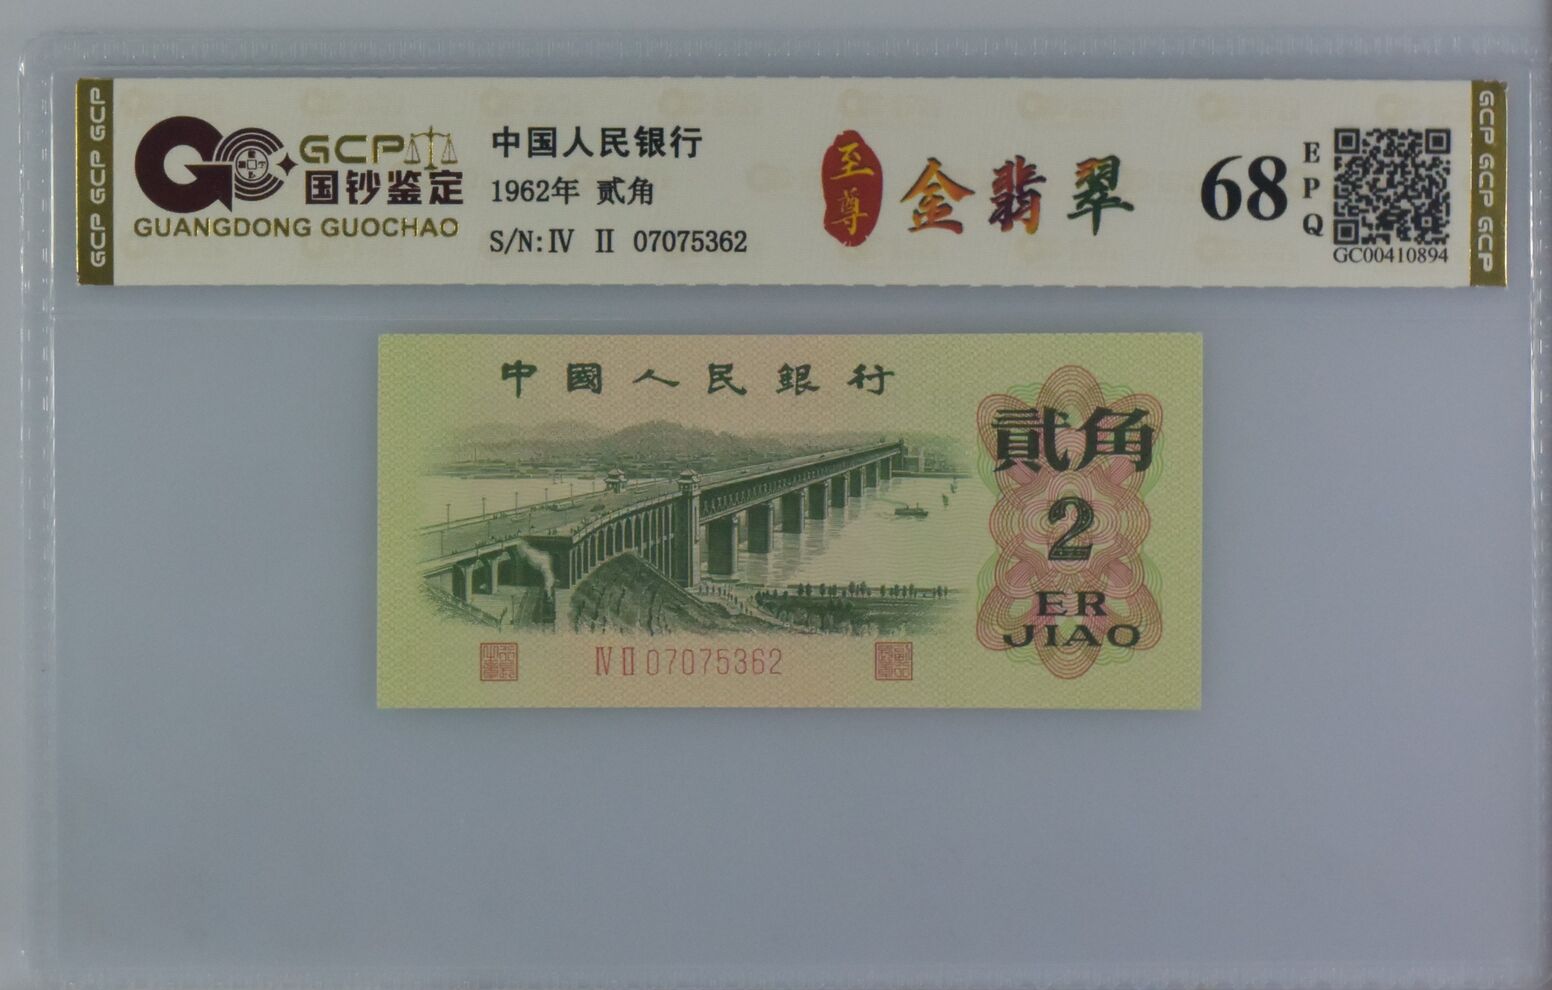 GCP GCP GCP
GCP
国钞鉴定
GUANGDONG GUOCHAO
中国人民银行
1962年 贰角
S/N: Ⅳ Ⅱ 07075362
至尊
金翡翠
68
EPQ
GC00410894
GCP GCP GCP
中國人民銀行
貳角
2
ER
JIAO
Ⅳ Ⅱ 07075362